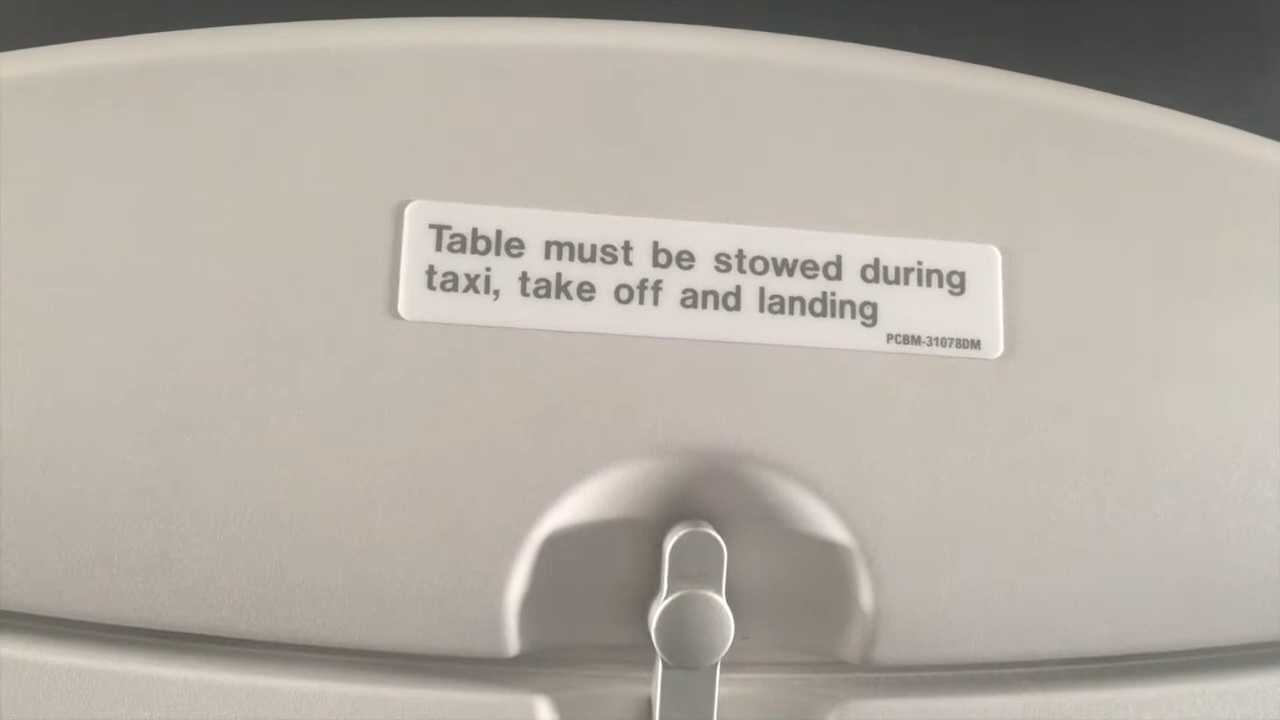 Table must be stowed during
taxi, take off and landing
PCBM-31078DM